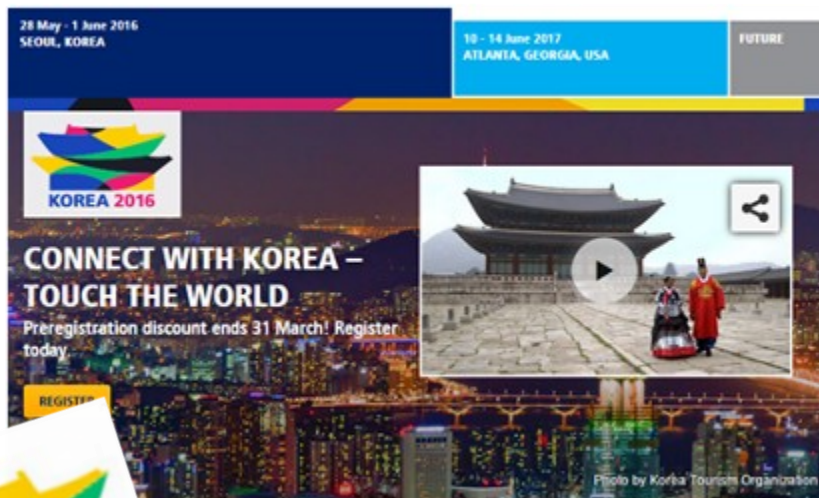 28 May - 1 June 2016
SEOUL, KOREA
10 - 14 June 2017
ATLANTA, GEORGIA, USA
FUTURE
KOREA 2016
CONNECT WITH KOREA –
TOUCH THE WORLD
Preregistration discount ends 31 March! Register
today.
REGISTER
Photo by Korea Tourism Organization